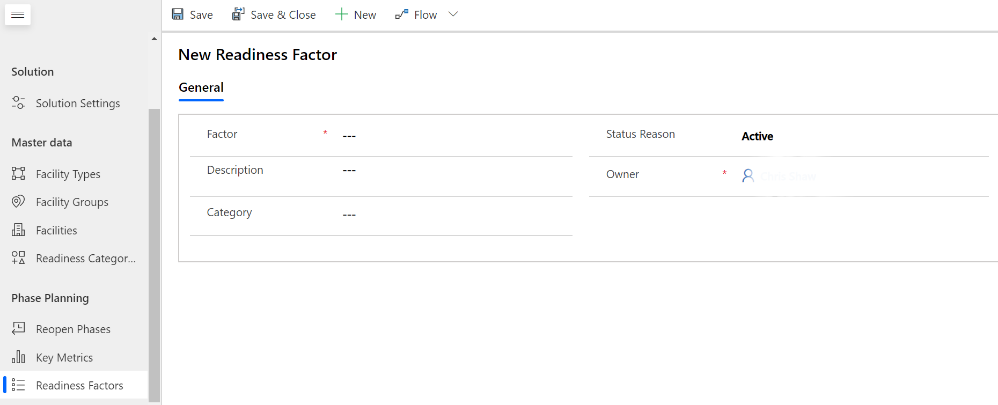 Save Save & Close New Flow
New Readiness Factor
General
Solution
Solution Settings
Master data
Facility Types
Facility Groups
Facilities
Readiness Categor...
Phase Planning
Reopen Phases
Key Metrics
Readiness Factors
Factor * ---
Description ---
Category ---
Status Reason Active
Owner *